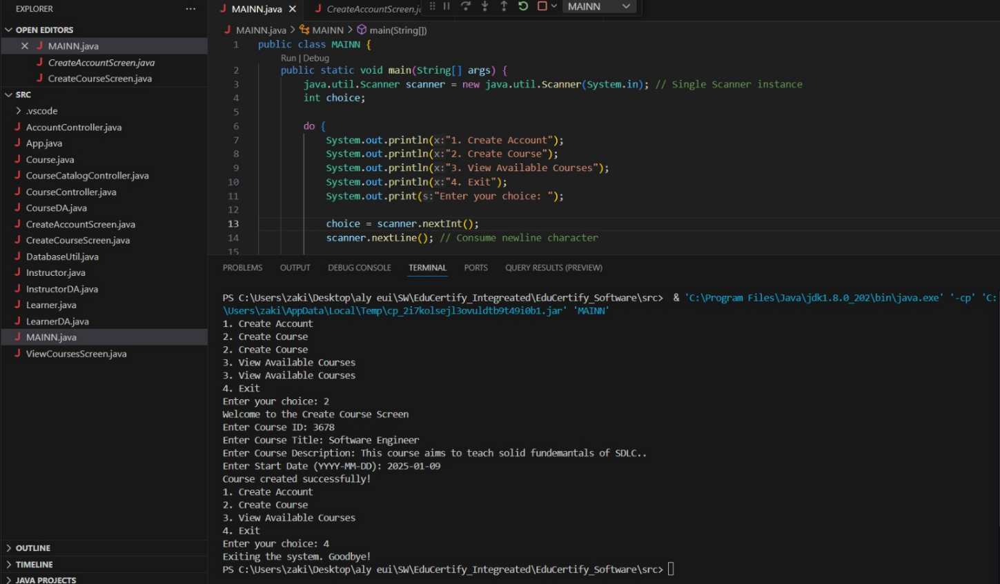 EXPLORER
···
OPEN EDITORS
J MAINN.java
J CreateAccountScreen.java
J CreateCourseScreen.java
SRC
.vscode
J AccountController.java
J App.java
J Course.java
J CourseCatalogController.java
J CourseController.java
J CourseDA.java
J CreateAccountScreen.java
J CreateCourseScreen.java
J DatabaseUtil.java
J Instructor.java
J InstructorDA.java
J Learner.java
J LearnerDA.java
J MAINN.java
J ViewCoursesScreen.java
OUTLINE
TIMELINE
JAVA PROJECTS
J MAINN.java J CreateAccountScreen.j MAINN
J MAINN.java > MAINN > main(String[])
1 public class MAINN {
Run | Debug
2 public static void main(String[] args) {
3 java.util.Scanner scanner = new java.util.Scanner(System.in); // Single Scanner instance
4 int choice;
5
6 do {
7 System.out.println(x:"1. Create Account");
8 System.out.println(x:"2. Create Course");
9 System.out.println(x:"3. View Available Courses");
10 System.out.println(x:"4. Exit");
11 System.out.print(s:"Enter your choice: ");
12
13 choice = scanner.nextInt();
14 scanner.nextLine(); // Consume newline character
15
PROBLEMS OUTPUT DEBUG CONSOLE TERMINAL PORTS QUERY RESULTS (PREVIEW)
PS C:\Users\zaki\Desktop\aly eui\SW\EduCertify_Integreated\EduCertify_Software\src> & 'C:\Program Files\Java\jdk1.8.0_202\bin\java.exe' '-cp' 'C:
\Users\zaki\AppData\Local\Temp\cp_2i7kolsejl3ovuldtb9t49i0b1.jar' 'MAINN'
1. Create Account
2. Create Course
2. Create Course
3. View Available Courses
3. View Available Courses
4. Exit
Enter your choice: 2
Welcome to the Create Course Screen
Enter Course ID: 3678
Enter Course Title: Software Engineer
Enter Course Description: This course aims to teach solid fundemantals of SDLC..
Enter Start Date (YYYY-MM-DD): 2025-01-09
Course created successfully!
1. Create Account
2. Create Course
3. View Available Courses
4. Exit
Enter your choice: 4
Exiting the system. Goodbye!
PS C:\Users\zaki\Desktop\aly eui\SW\EduCertify_Integreated\EduCertify_Software\src>